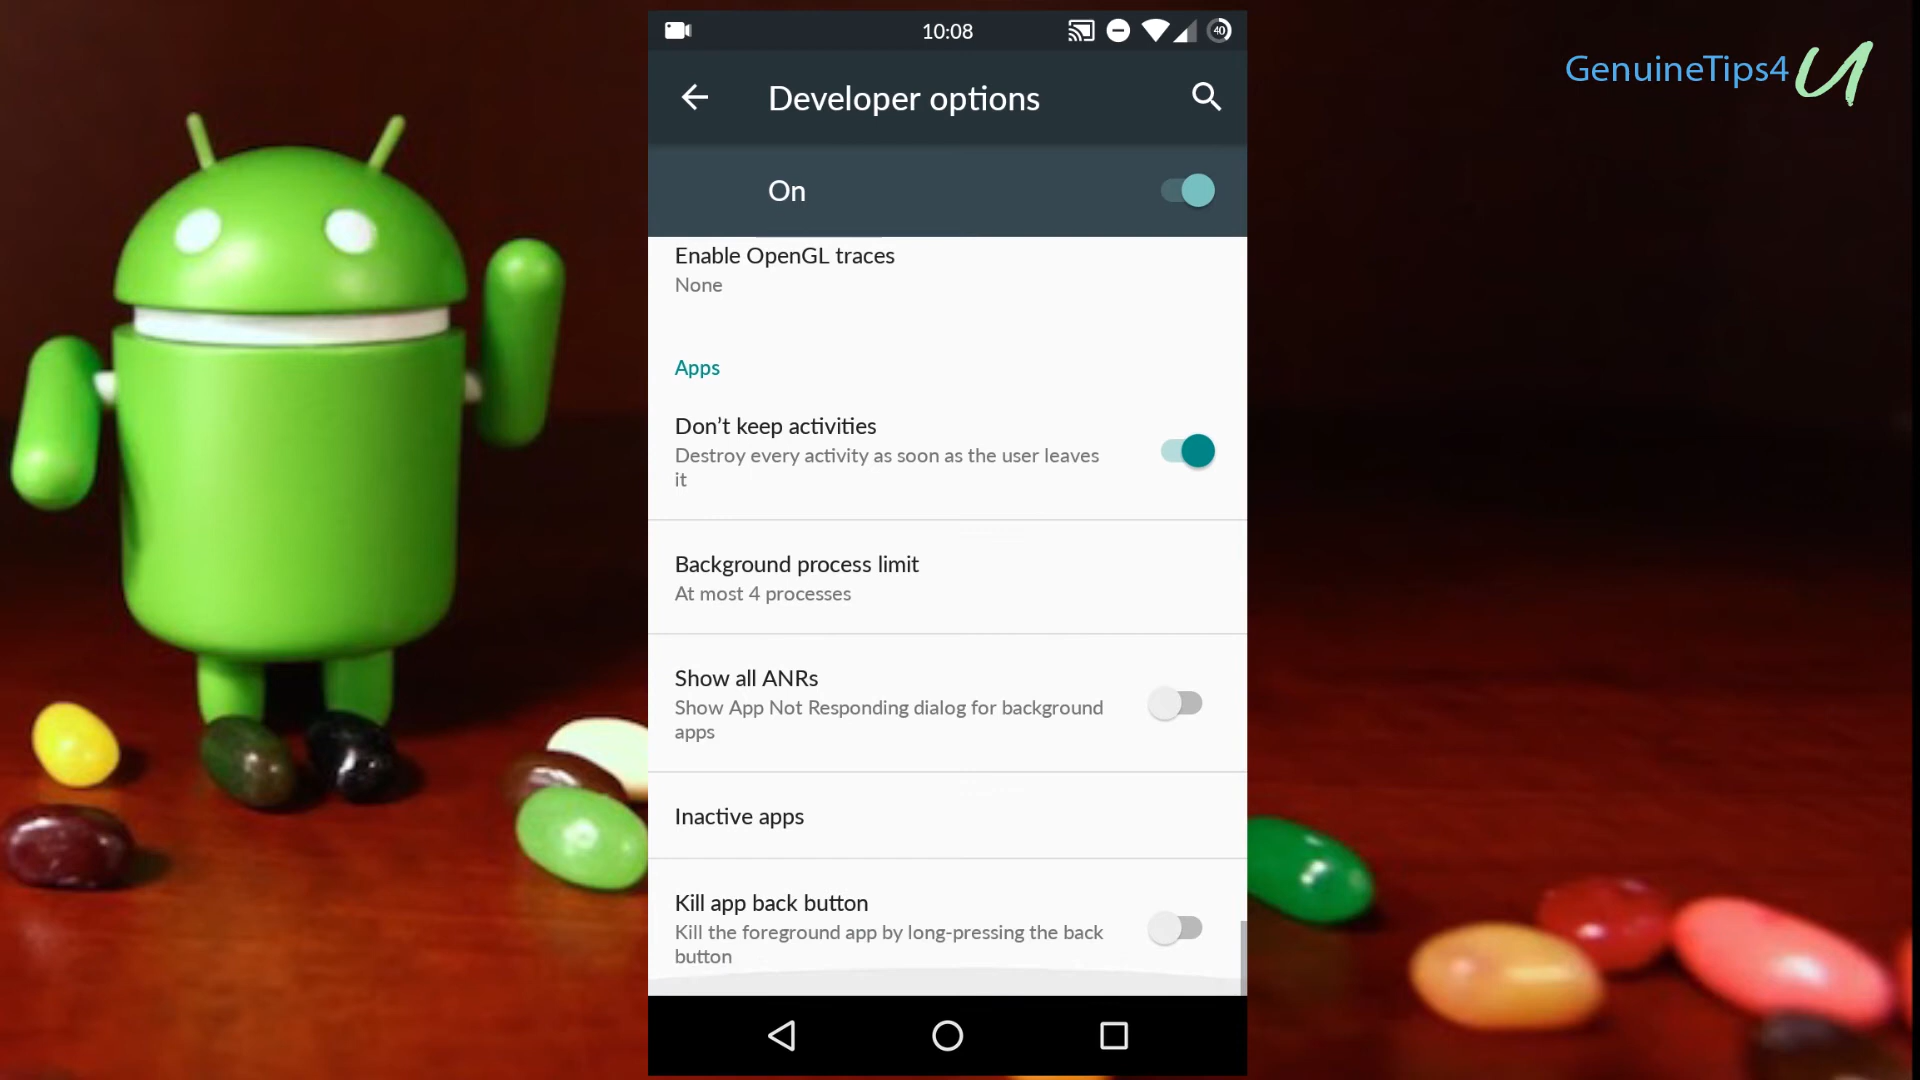 GenuineTips4U
10:08
40
Developer options
On
Enable OpenGL traces
None
Apps
Don’t keep activities
Destroy every activity as soon as the user leaves
it
Background process limit
At most 4 processes
Show all ANRs
Show App Not Responding dialog for background
apps
Inactive apps
Kill app back button
Kill the foreground app by long-pressing the back
button